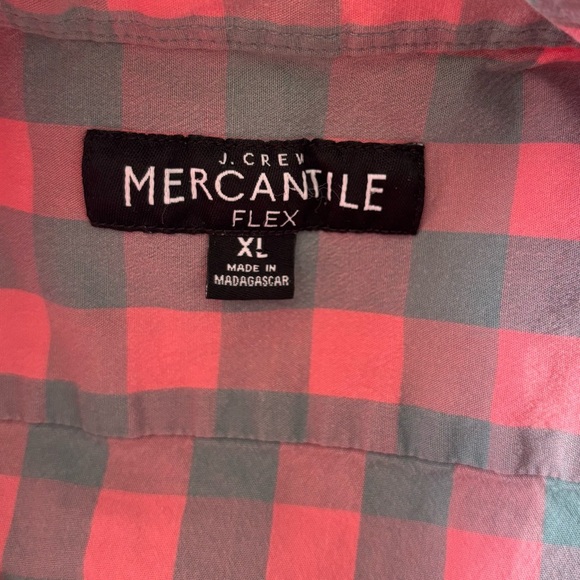 J. CREW
MERCANTILE
FLEX
XL
MADE IN
MADAGASCAR